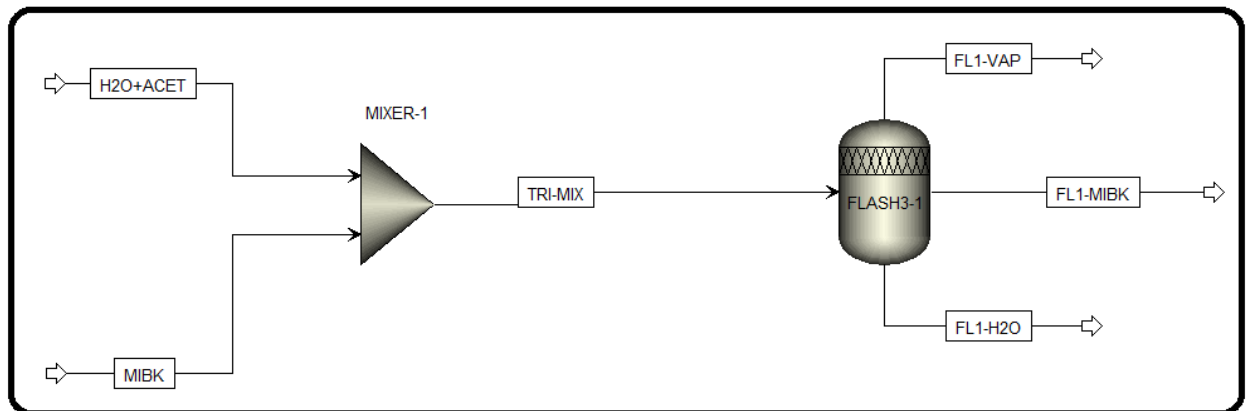 FL1-VAP
H2O+ACET
MIXER-1
TRI-MIX
FLASH3-1
FL1-MIBK
FL1-H2O
MIBK